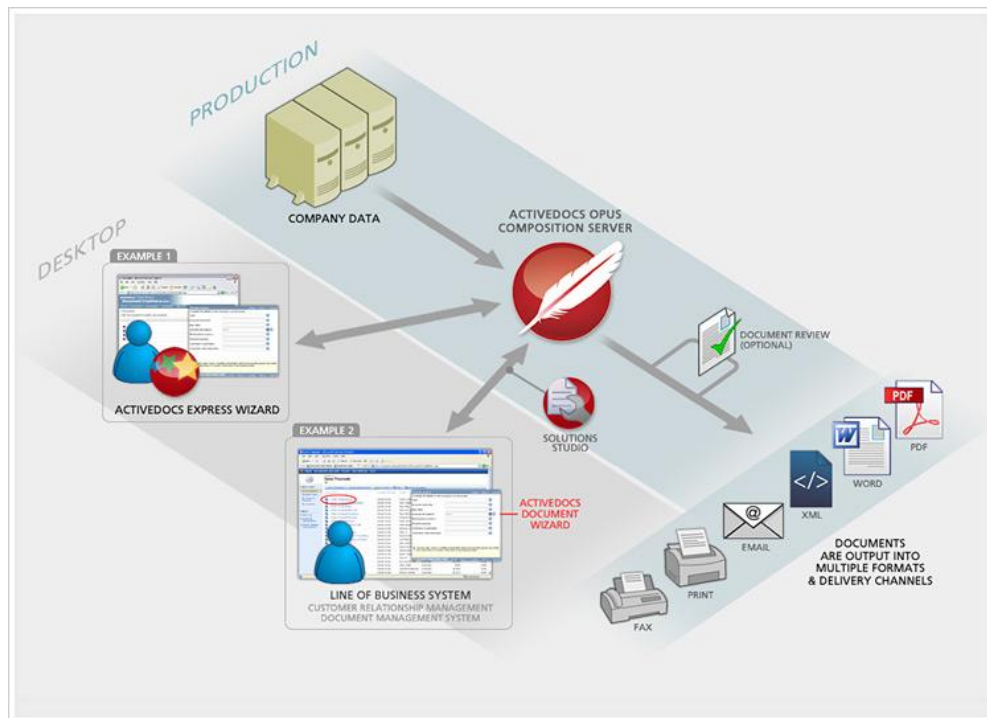 PRODUCTION
COMPANY DATA
ACTIVEDOCS OPUS
COMPOSITION SERVER
DESKTOP
EXAMPLE 1
ACTIVEDOCS EXPRESS WIZARD
DOCUMENT REVIEW
(OPTIONAL)
SOLUTIONS
STUDIO
EXAMPLE 2
ACTIVEDOCS
DOCUMENT
WIZARD
LINE OF BUSINESS SYSTEM
CUSTOMER RELATIONSHIP MANAGEMENT
DOCUMENT MANAGEMENT SYSTEM
PDF
PDF
W
WORD
</>
XML
@
EMAIL
PRINT
FAX
DOCUMENTS
ARE OUTPUT INTO
MULTIPLE FORMATS
& DELIVERY CHANNELS